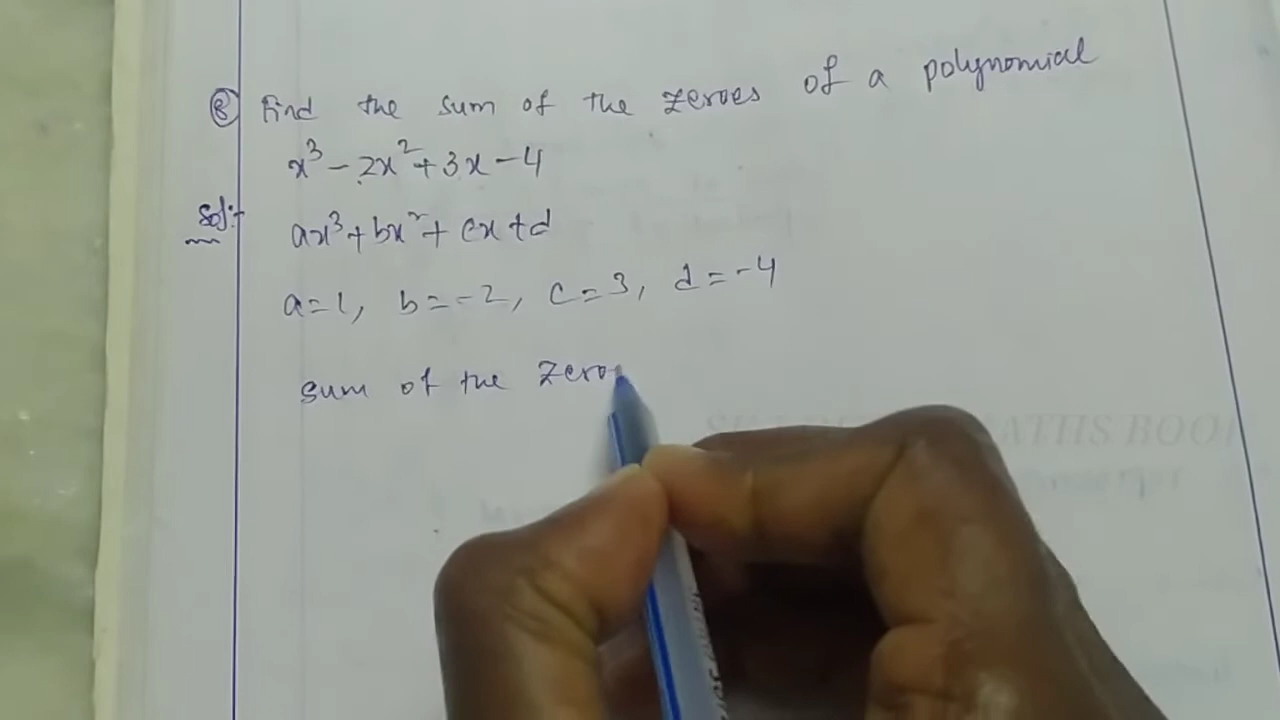 ⑧ Find the sum of the zeroes of a polynomial
x³ - 2x² + 3x - 4
Sol:-
ax³ + bx² + cx + d
a=1, b=-2, c=3, d=-4
sum of the zero